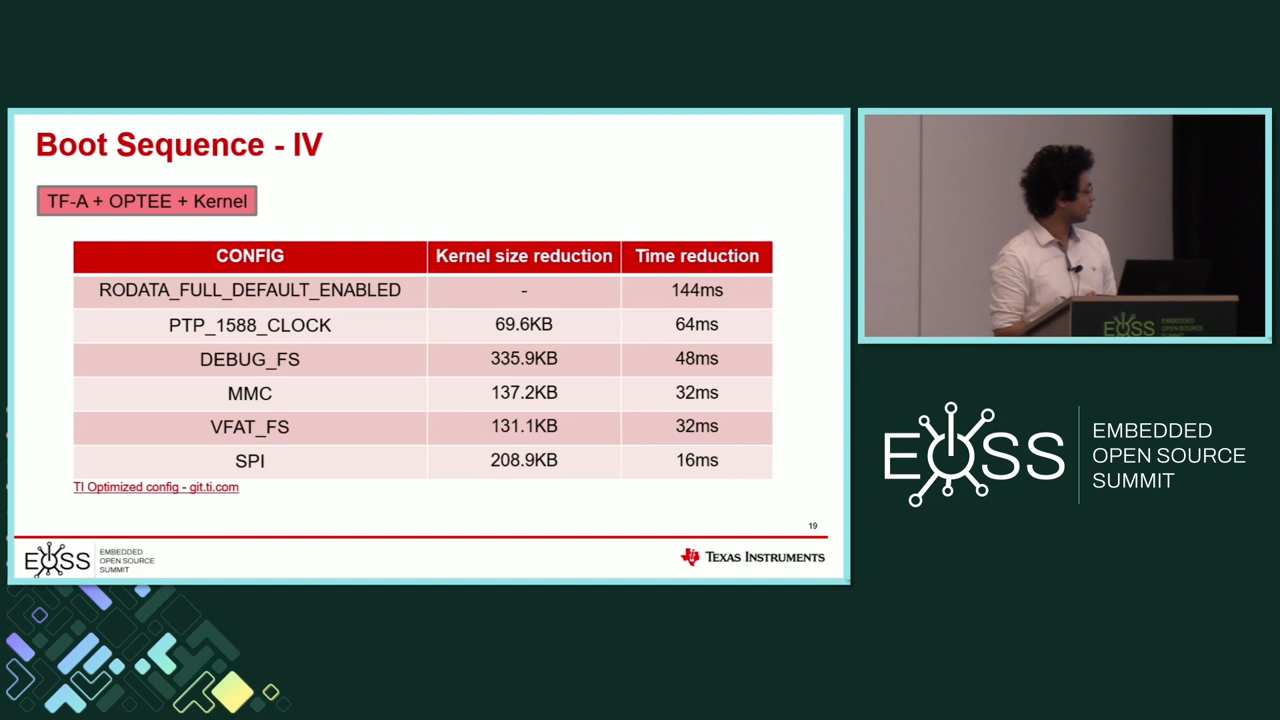 Boot Sequence - IV
TF-A + OPTEE + Kernel
CONFIG Kernel size reduction Time reduction
RODATA_FULL_DEFAULT_ENABLED - 144ms
PTP_1588_CLOCK 69.6KB 64ms
DEBUG_FS 335.9KB 48ms
MMC 137.2KB 32ms
VFAT_FS 131.1KB 32ms
SPI 208.9KB 16ms
TI Optimized config - git.ti.com
19
EOSS
EMBEDDED
OPEN SOURCE
SUMMIT
TEXAS INSTRUMENTS
EOSS
EOSS
EMBEDDED
OPEN SOURCE
SUMMIT